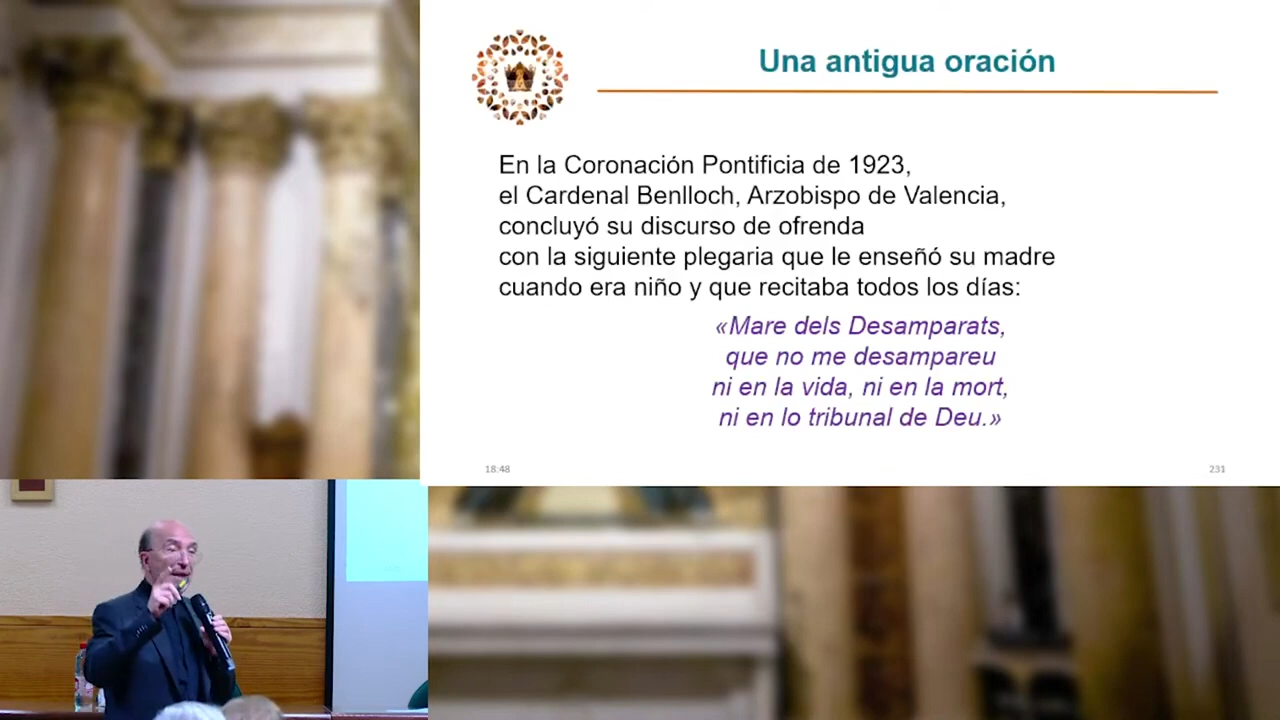 Una antigua oración
En la Coronación Pontificia de 1923,
el Cardenal Benlloch, Arzobispo de Valencia,
concluyó su discurso de ofrenda
con la siguiente plegaria que le enseñó su madre
cuando era niño y que recitaba todos los días:
«Mare dels Desamparats,
que no me desampareu
ni en la vida, ni en la mort,
ni en lo tribunal de Deu.»
18:48
231